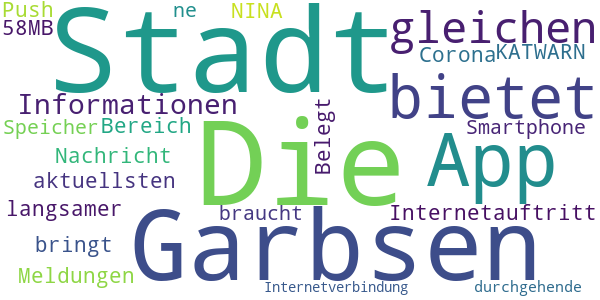 Push
ne
NINA
58MB
Stadt
gleichen
Corona
KATWARN
Informationen
bietet
Speicher
Bereich
Belegt
Smartphone
Die
Nachricht
App
aktuellsten
langsamer
braucht
Internetauftritt
Garbsen
bringt
Meldungen
Internetverbindung
durchgehende